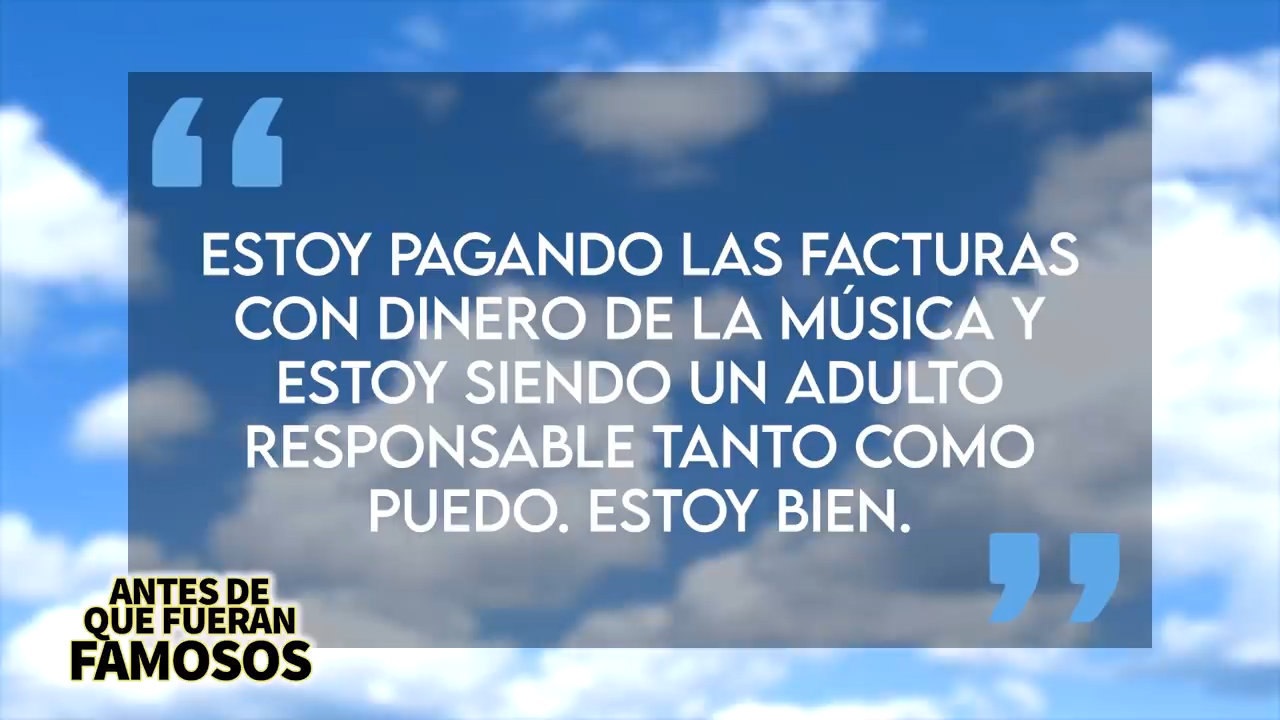 “
ESTOY PAGANDO LAS FACTURAS
CON DINERO DE LA MÚSICA Y
ESTOY SIENDO UN ADULTO
RESPONSABLE TANTO COMO
PUEDO. ESTOY BIEN.
”
ANTES DE
QUE FUERAN
FAMOSOS